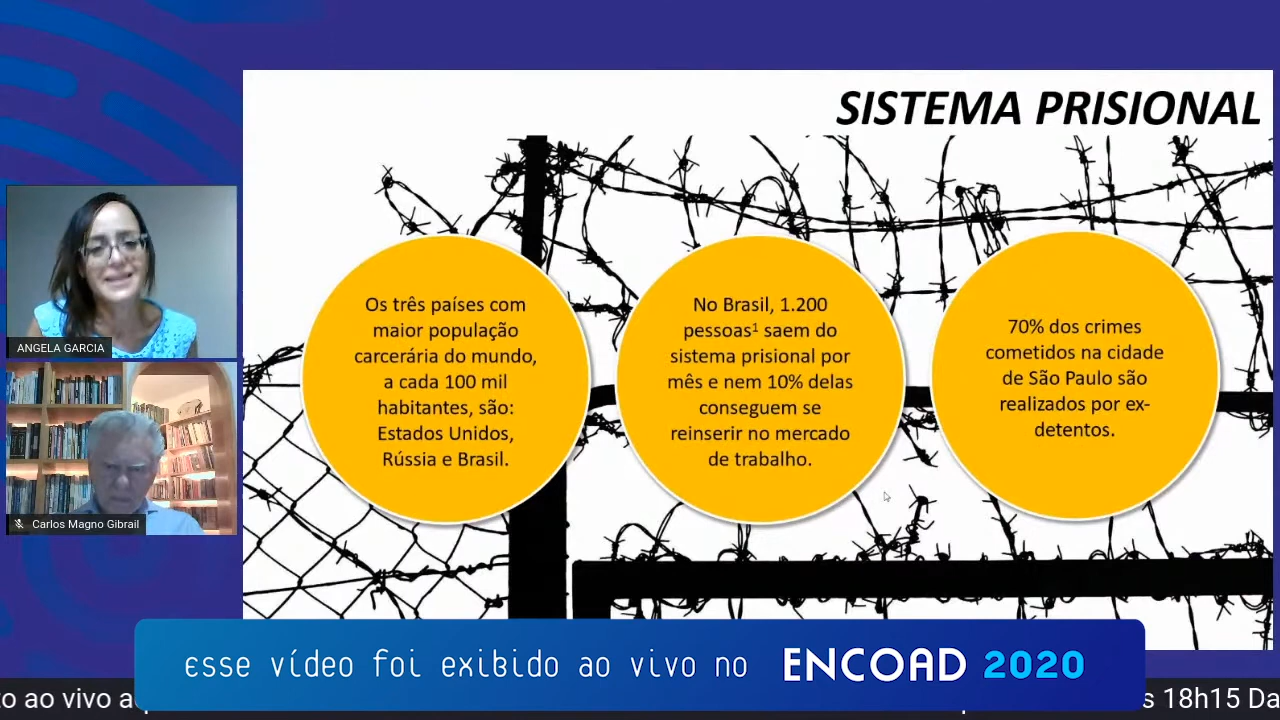 SISTEMA PRISIONAL
Os três países com
maior população
carcerária do mundo,
a cada 100 mil
habitantes, são:
Estados Unidos,
Rússia e Brasil.
No Brasil, 1.200
pessoas¹ saem do
sistema prisional por
mês e nem 10% delas
conseguem se
reinserir no mercado
de trabalho.
70% dos crimes
cometidos na cidade
de São Paulo são
realizados por ex-
detentos.
ANGELA GARCIA
Carlos Magno Gibrail
esse vídeo foi exibido ao vivo no ENCOAD 2020
ao vivo 18h15